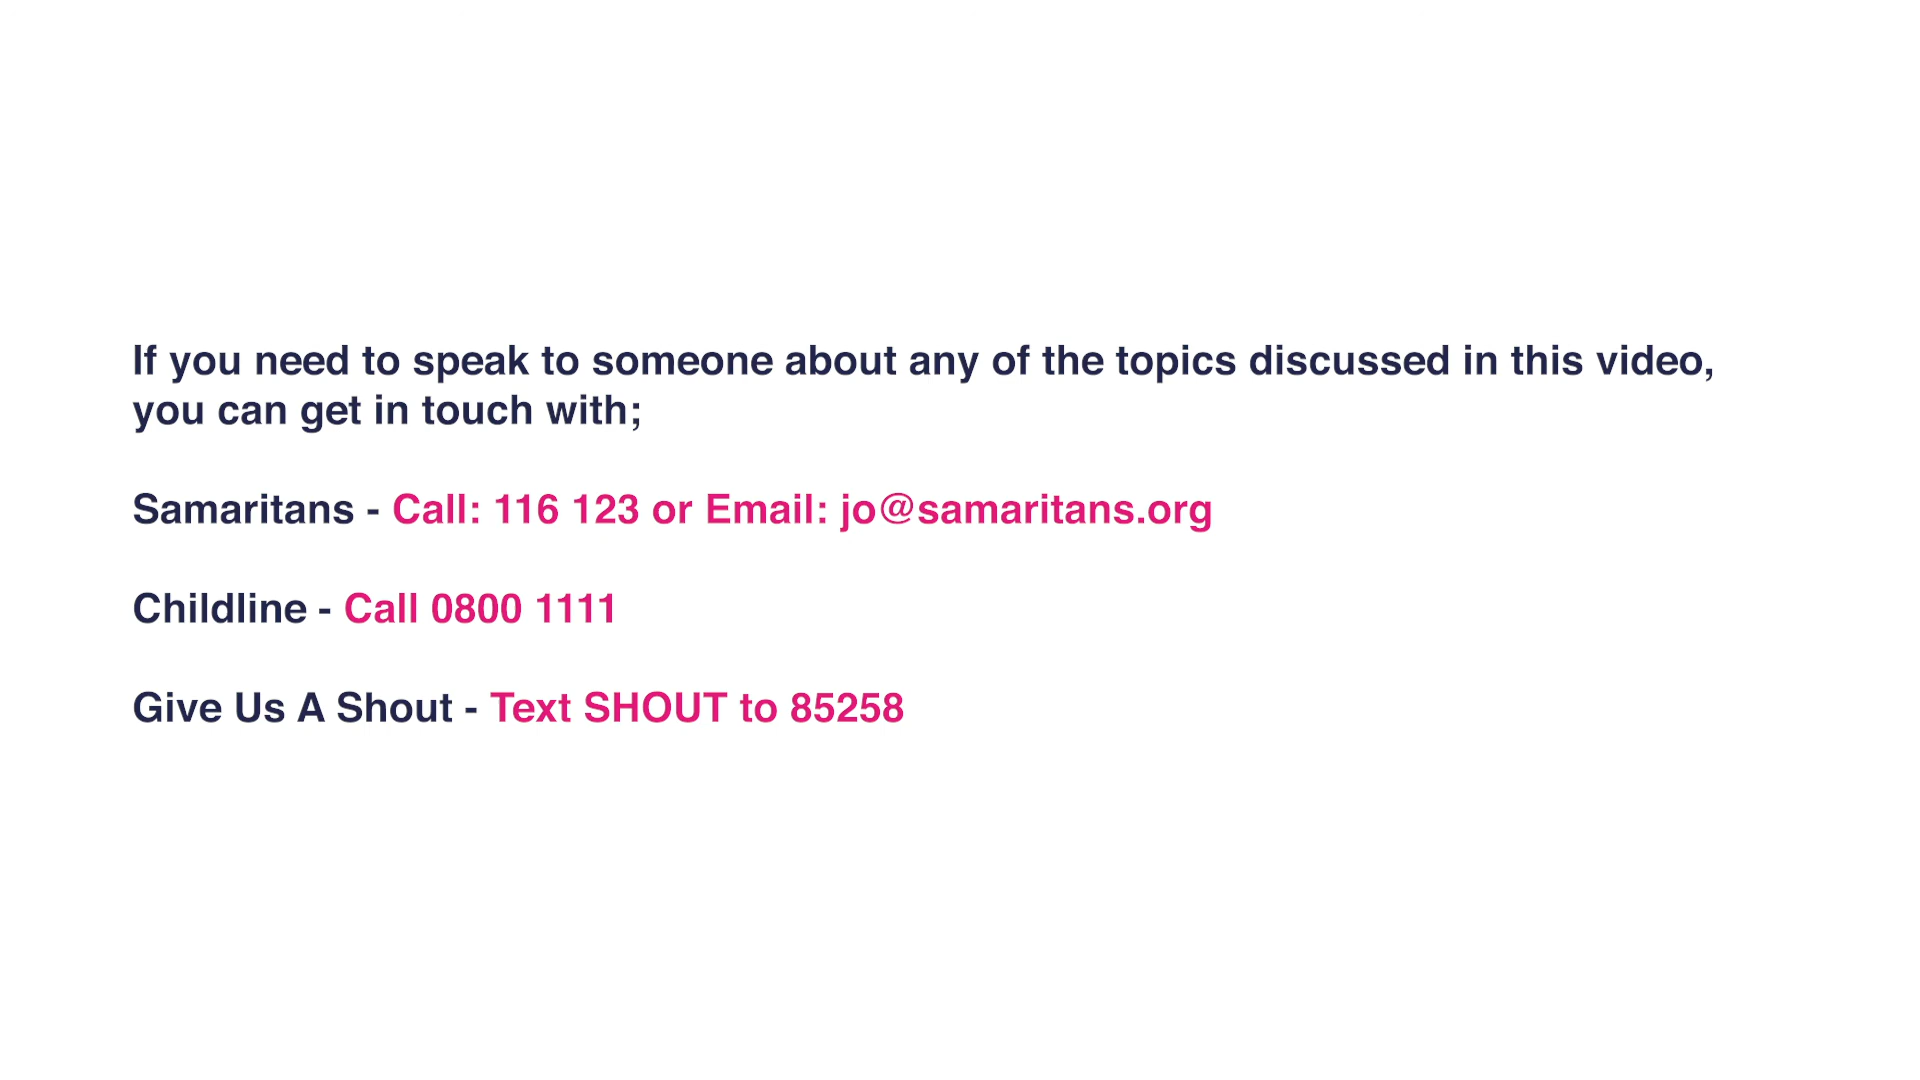 If you need to speak to someone about any of the topics discussed in this video,
you can get in touch with;
Samaritans - Call: 116 123 or Email: jo@samaritans.org
Childline - Call 0800 1111
Give Us A Shout - Text SHOUT to 85258